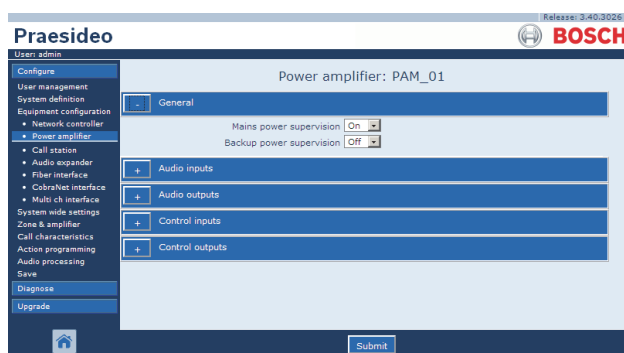 Release: 3.40.3026
Praesideo
BOSCH
User: admin
Configure
User management
System definition
Equipment configuration
• Network controller
• Power amplifier
• Call station
• Audio expander
• Fiber interface
• CobraNet interface
• Multi ch interface
System wide settings
Zone & amplifier
Call characteristics
Action programming
Audio processing
Save
Diagnose
Upgrade
Power amplifier: PAM_01
- General
Mains power supervision On
Backup power supervision Off
+ Audio inputs
+ Audio outputs
+ Control inputs
+ Control outputs
Submit